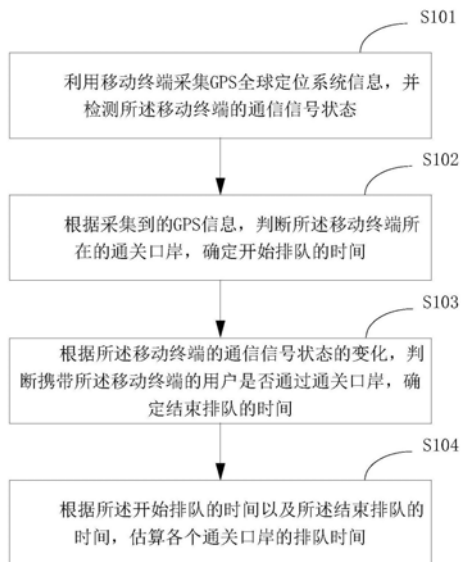 S101
利用移动终端采集GPS全球定位系统信息，并
检测所述移动终端的通信信号状态
S102
根据采集到的GPS信息，判断所述移动终端所
在的通关口岸，确定开始排队的时间
S103
根据所述移动终端的通信信号状态的变化，判
断携带所述移动终端的用户是否通过通关口岸，确
定结束排队的时间
S104
根据所述开始排队的时间以及所述结束排队的
时间，估算各个通关口岸的排队时间